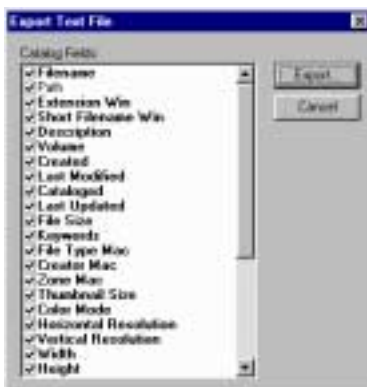 Export Text File
Catalog Fields:
Filename
Path
Extension Win
Short Filename Win
Description
Volume
Created
Last Modified
Cataloged
Last Updated
File Size
Keywords
File Type Mac
Creator Mac
Zone Mac
Thumbnail Size
Color Mode
Horizontal Resolution
Vertical Resolution
Width
Height
Export...
Cancel